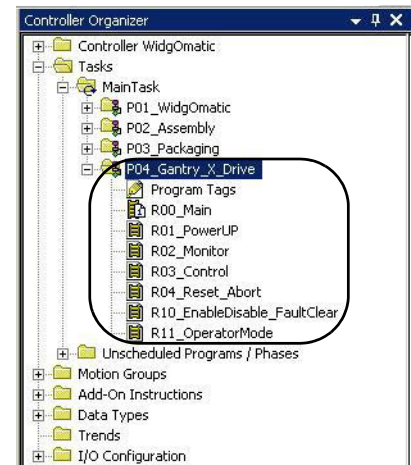 Controller Organizer
Controller WidgOmatic
Tasks
MainTask
P01_WidgOmatic
P02_Assembly
P03_Packaging
P04_Gantry_X_Drive
Program Tags
R00_Main
R01_PowerUP
R02_Monitor
R03_Control
R04_Reset_Abort
R10_EnableDisable_FaultClear
R11_OperatorMode
Unscheduled Programs / Phases
Motion Groups
Add-On Instructions
Data Types
Trends
I/O Configuration